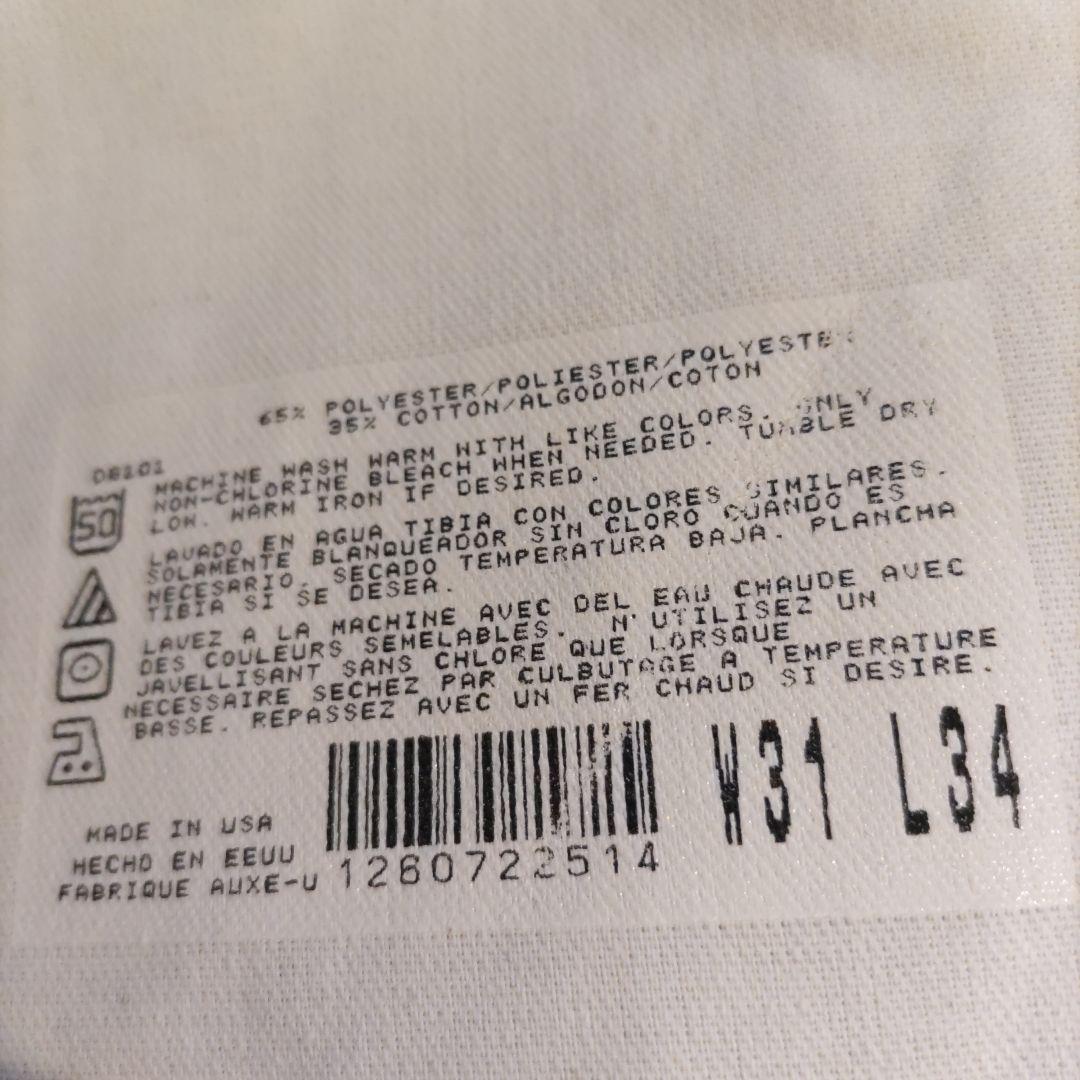 65% POLYESTER/POLIESTER/POLYESTER
35% COTTON/ALGODON/COTON
08101
MACHINE WASH WARM WITH LIKE COLORS. ONLY
NON-CHLORINE BLEACH WHEN NEEDED. TUMBLE DRY
LOW. WARM IRON IF DESIRED.
50
LAVADO EN AGUA TIBIA CON COLORES SIMILARES.
SOLAMENTE BLANQUEADOR SIN CLORO CUANDO ES
NECESARIO. SECADO TEMPERATURA BAJA. PLANCHA
TIBIA SI SE DESEA.
LAVEZ A LA MACHINE AVEC DEL EAU CHAUDE AVEC
DES COULEURS SEMELABLES. N'UTILISEZ UN
JAVELLISANT SANS CHLORE QUE LORSQUE
NECESSAIRE SECHEZ PAR CULBUTAGE A TEMPERATURE
BASSE. REPASSEZ AVEC UN FER CHAUD SI DESIRE.
W31 L34
MADE IN USA
HECHO EN EEUU
FABRIQUE AUXE-U
1260722514